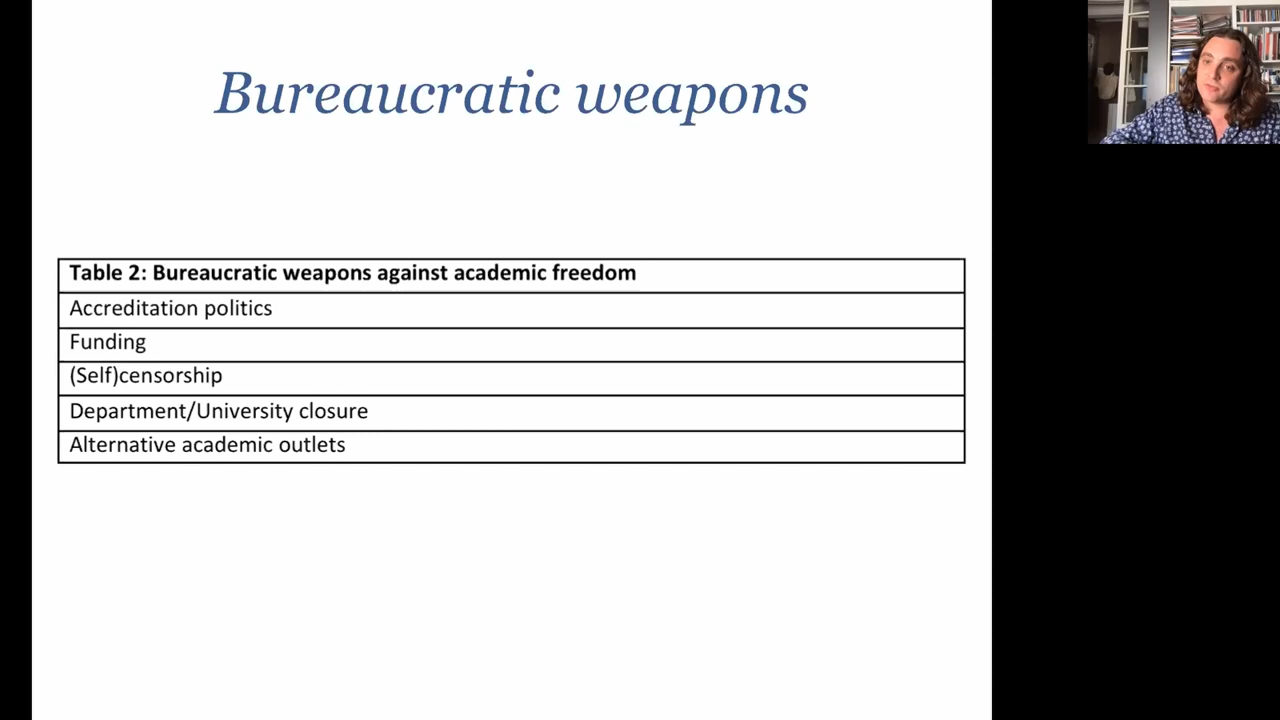 Bureaucratic weapons
Table 2: Bureaucratic weapons against academic freedom
Accreditation politics
Funding
(Self)censorship
Department/University closure
Alternative academic outlets